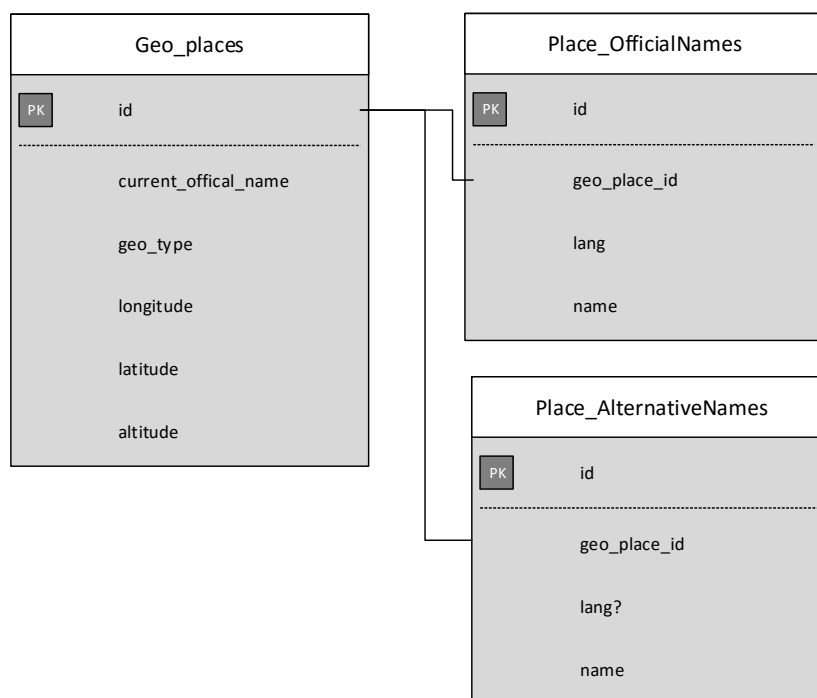 Geo_places
PK id
current_offical_name
geo_type
longitude
latitude
altitude
Place_OfficialNames
PK id
geo_place_id
lang
name
Place_AlternativeNames
PK id
geo_place_id
lang?
name